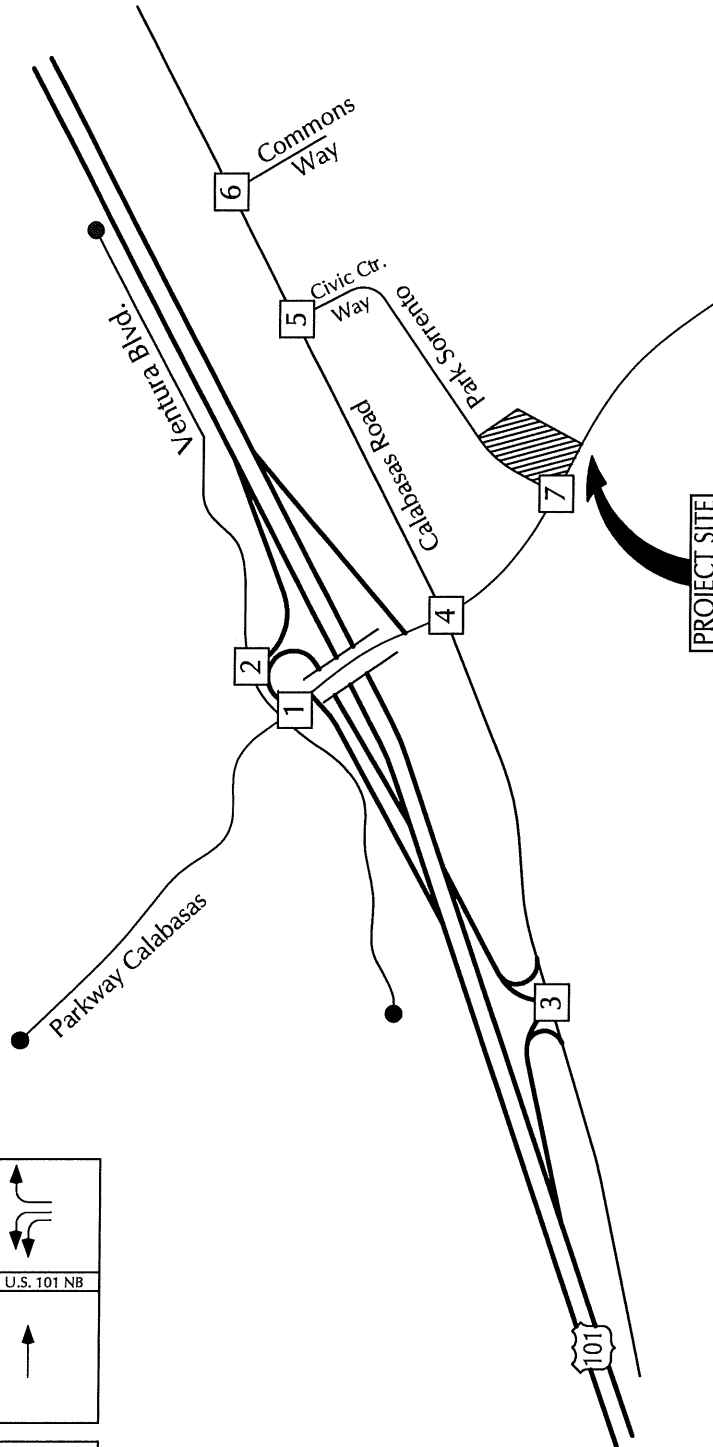 6
Commons
Way
Ventura Blvd.
5
Civic Ctr.
Way
Park Sorrento
Calabasas Road
7
4
2
1
PROJECT SITE
Parkway Calabasas
3
U.S. 101 NB
101